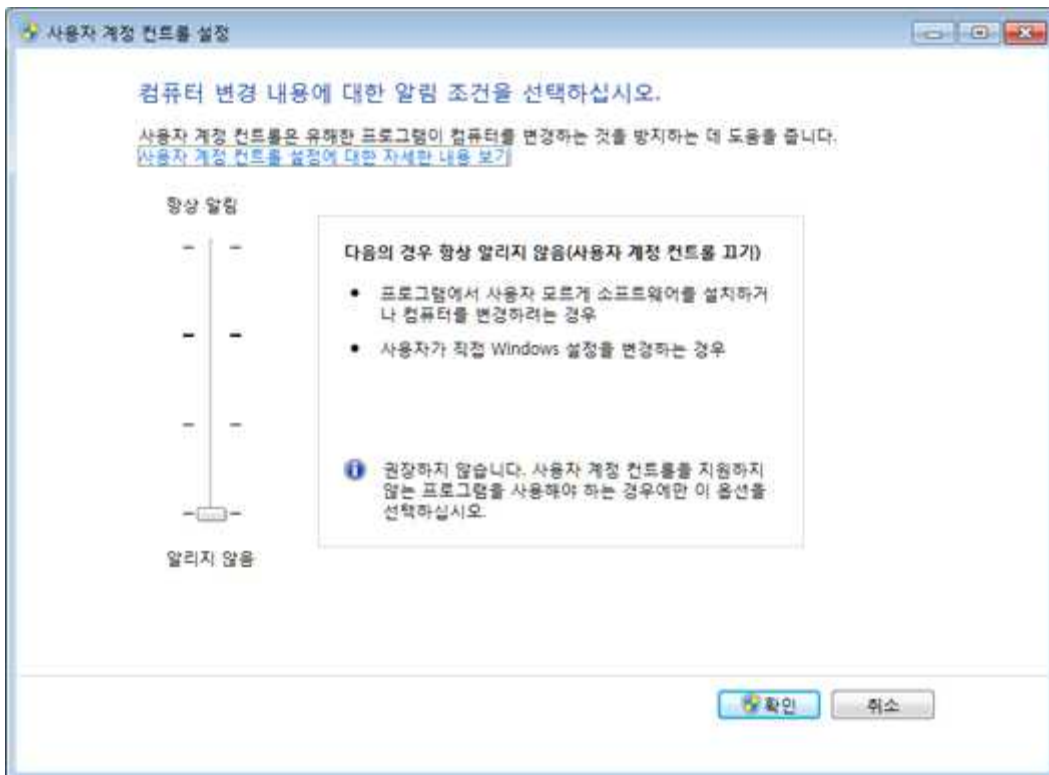 사용자 계정 컨트롤 설정
컴퓨터 변경 내용에 대한 알림 조건을 선택하십시오.
사용자 계정 컨트롤은 유해한 프로그램이 컴퓨터를 변경하는 것을 방지하는 데 도움을 줍니다.
사용자 계정 컨트롤 설정에 대한 자세한 내용 보기
항상 알림
다음의 경우 항상 알리지 않음(사용자 계정 컨트롤 끄기)
• 프로그램에서 사용자 모르게 소프트웨어를 설치하거
나 컴퓨터를 변경하려는 경우
• 사용자가 직접 Windows 설정을 변경하는 경우
권장하지 않습니다. 사용자 계정 컨트롤을 지원하지
않는 프로그램을 사용해야 하는 경우에만 이 옵션을
선택하십시오.
알리지 않음
확인
취소